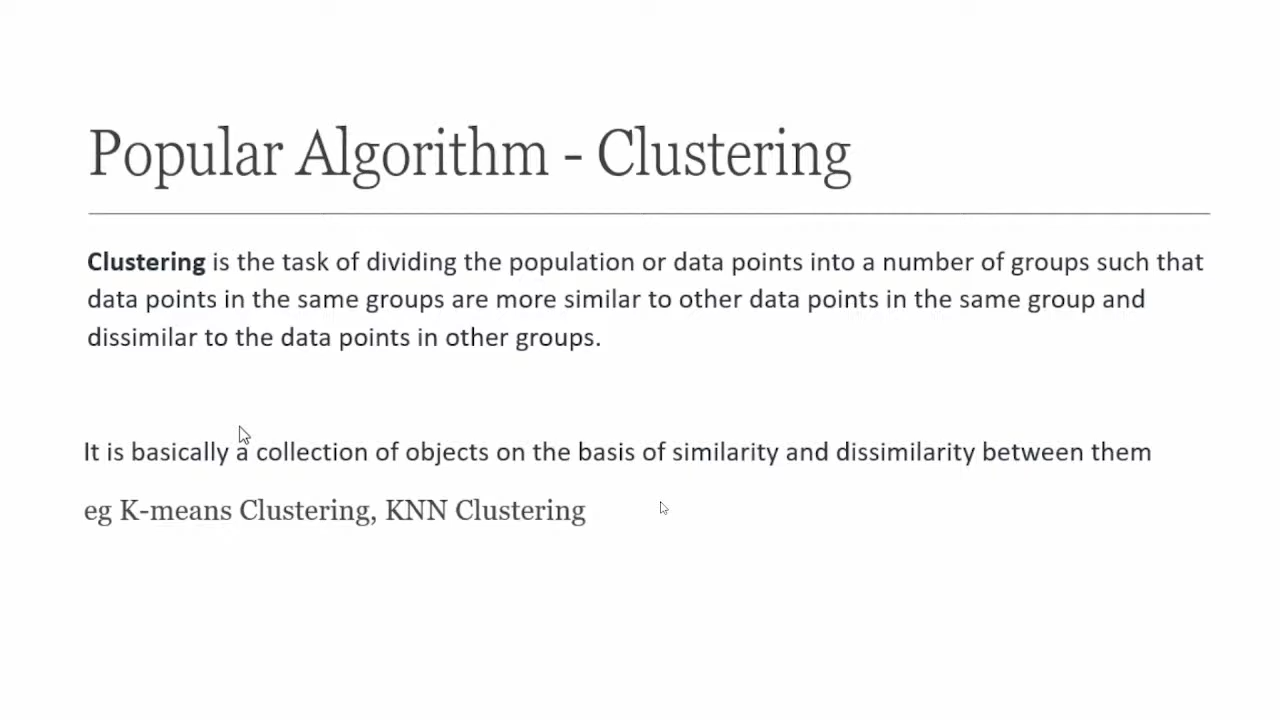 Popular Algorithm - Clustering
Clustering is the task of dividing the population or data points into a number of groups such that
data points in the same groups are more similar to other data points in the same group and
dissimilar to the data points in other groups.
It is basically a collection of objects on the basis of similarity and dissimilarity between them
eg K-means Clustering, KNN Clustering